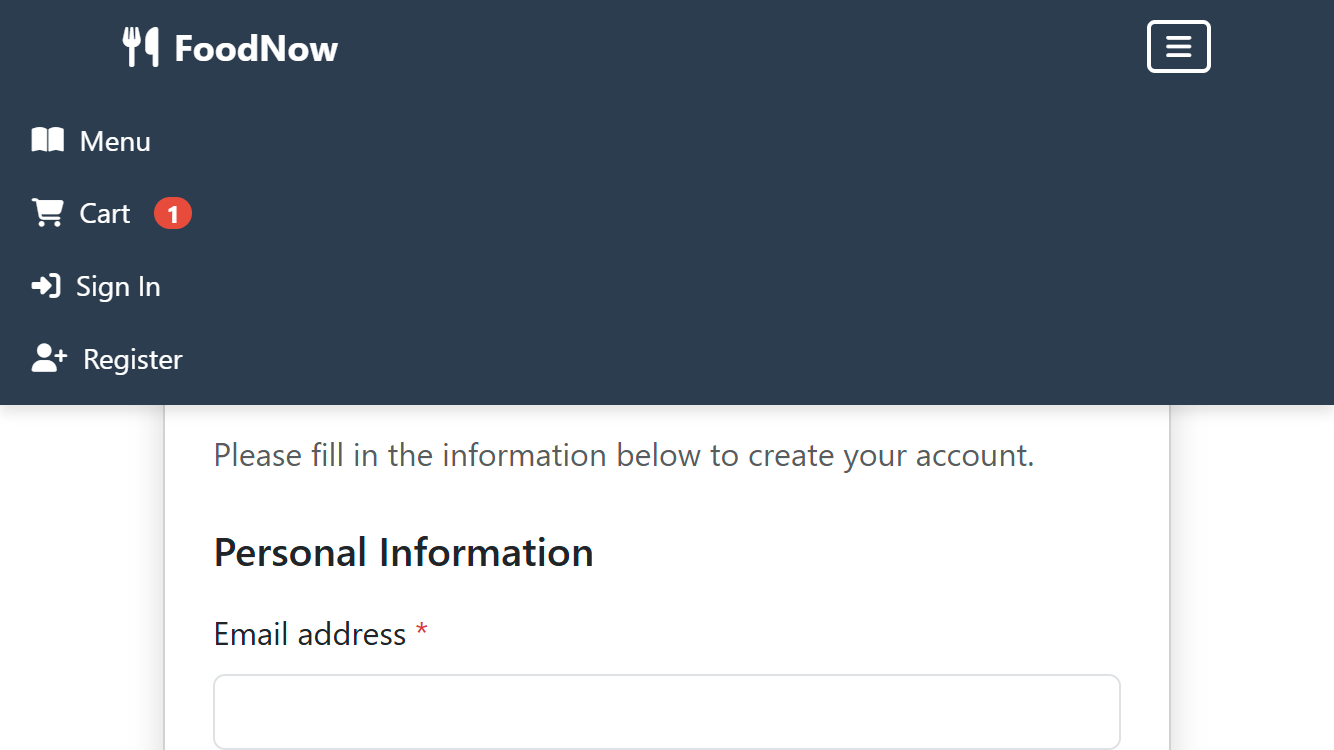 FoodNow
Menu
Cart 1
Sign In
Register
Please fill in the information below to create your account.
Personal Information
Email address *